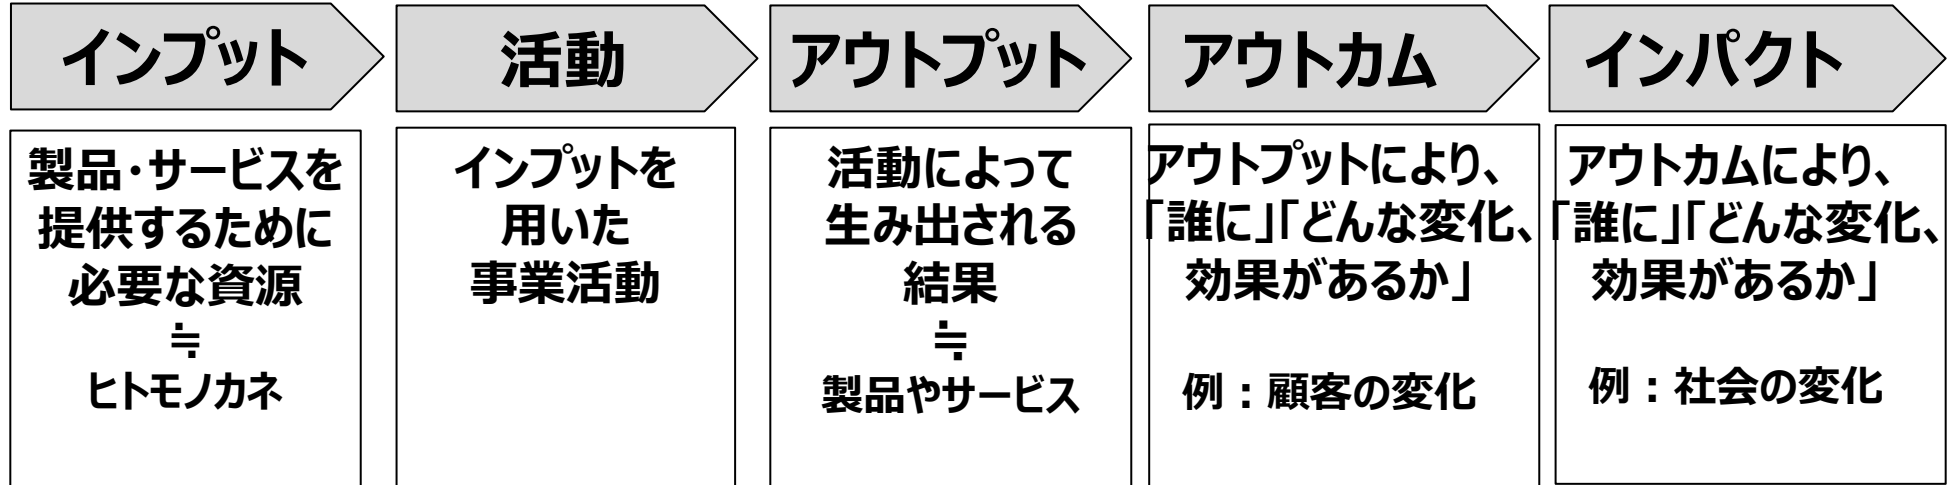 インプット
活動
アウトプット
アウトカム
インパクト
製品・サービスを
提供するために
必要な資源
≒
ヒトモノカネ
インプットを
用いた
事業活動
活動によって
生み出される
結果
≒
製品やサービス
アウトプットにより、
「誰に」「どんな変化、
効果があるか」
例：顧客の変化
アウトカムにより、
「誰に」「どんな変化、
効果があるか」
例：社会の変化